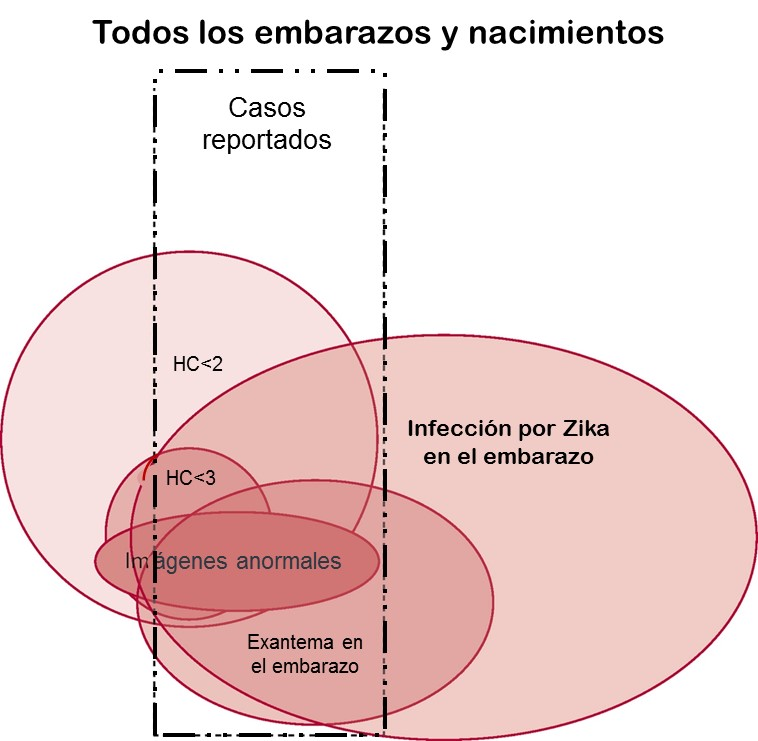 Todos los embarazos y nacimientos
Casos
reportados
HC<2
Infección por Zika
en el embarazo
HC<3
Imágenes anormales
Exantema en
el embarazo